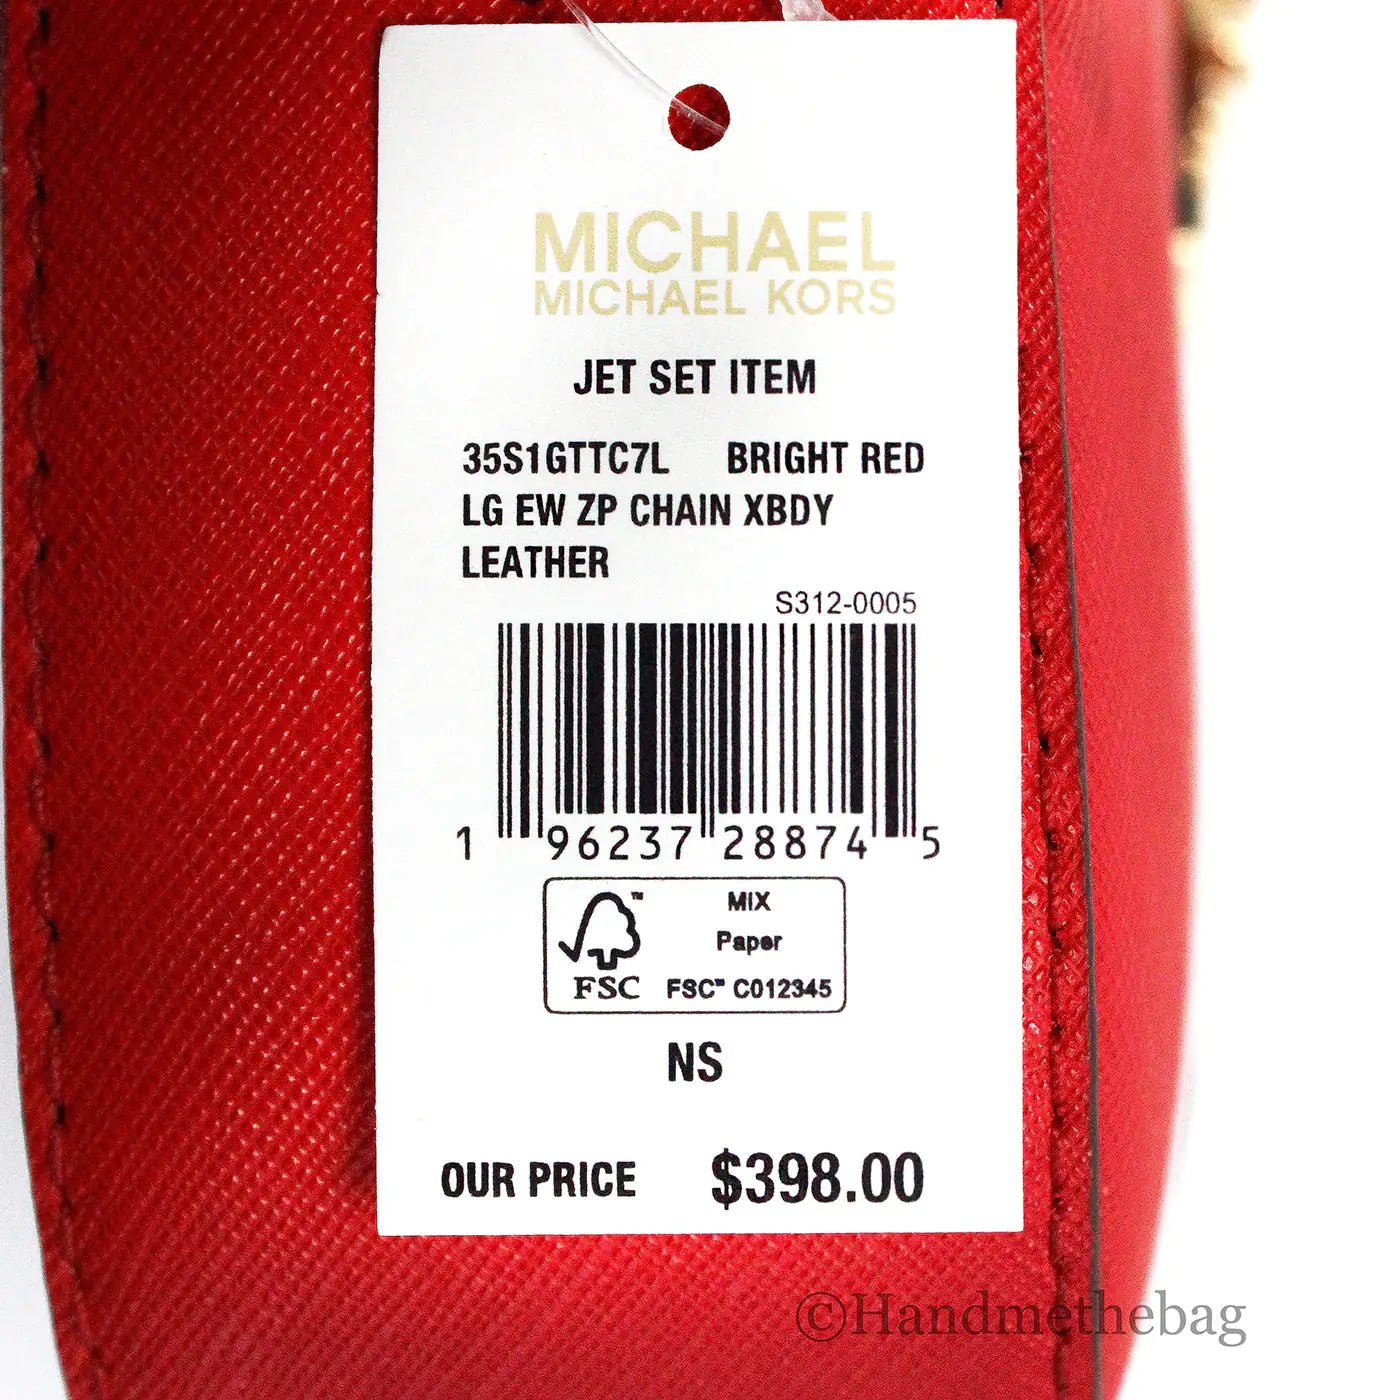 MICHAEL
MICHAEL KORS
JET SET ITEM
35S1GTTC7L BRIGHT RED
LG EW ZP CHAIN XBDY
LEATHER
S312-0005
1 96237 28874 5
MIX
Paper
FSC FSC™ C012345
NS
OUR PRICE $398.00
©Handmethebag